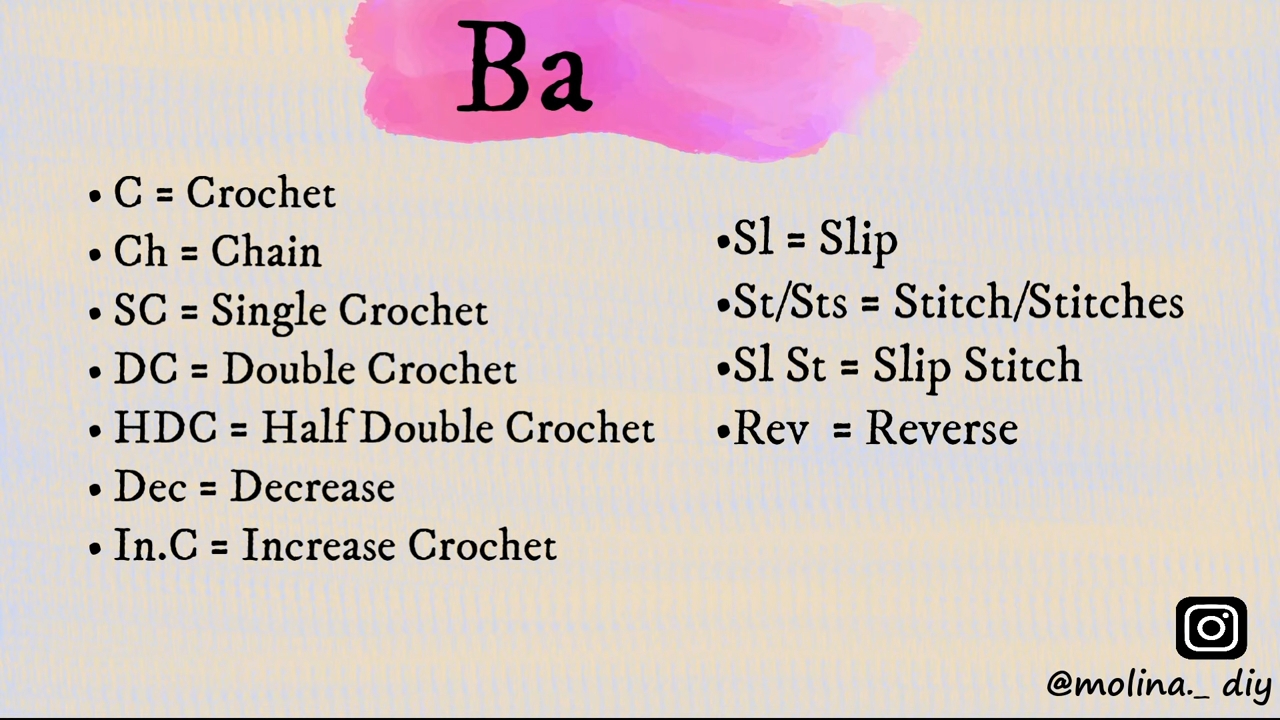 Ba
• C = Crochet
• Ch = Chain
• SC = Single Crochet
• DC = Double Crochet
• HDC = Half Double Crochet
• Dec = Decrease
• In.C = Increase Crochet
•Sl = Slip
•St/Sts = Stitch/Stitches
•Sl St = Slip Stitch
•Rev = Reverse
@molina._ diy